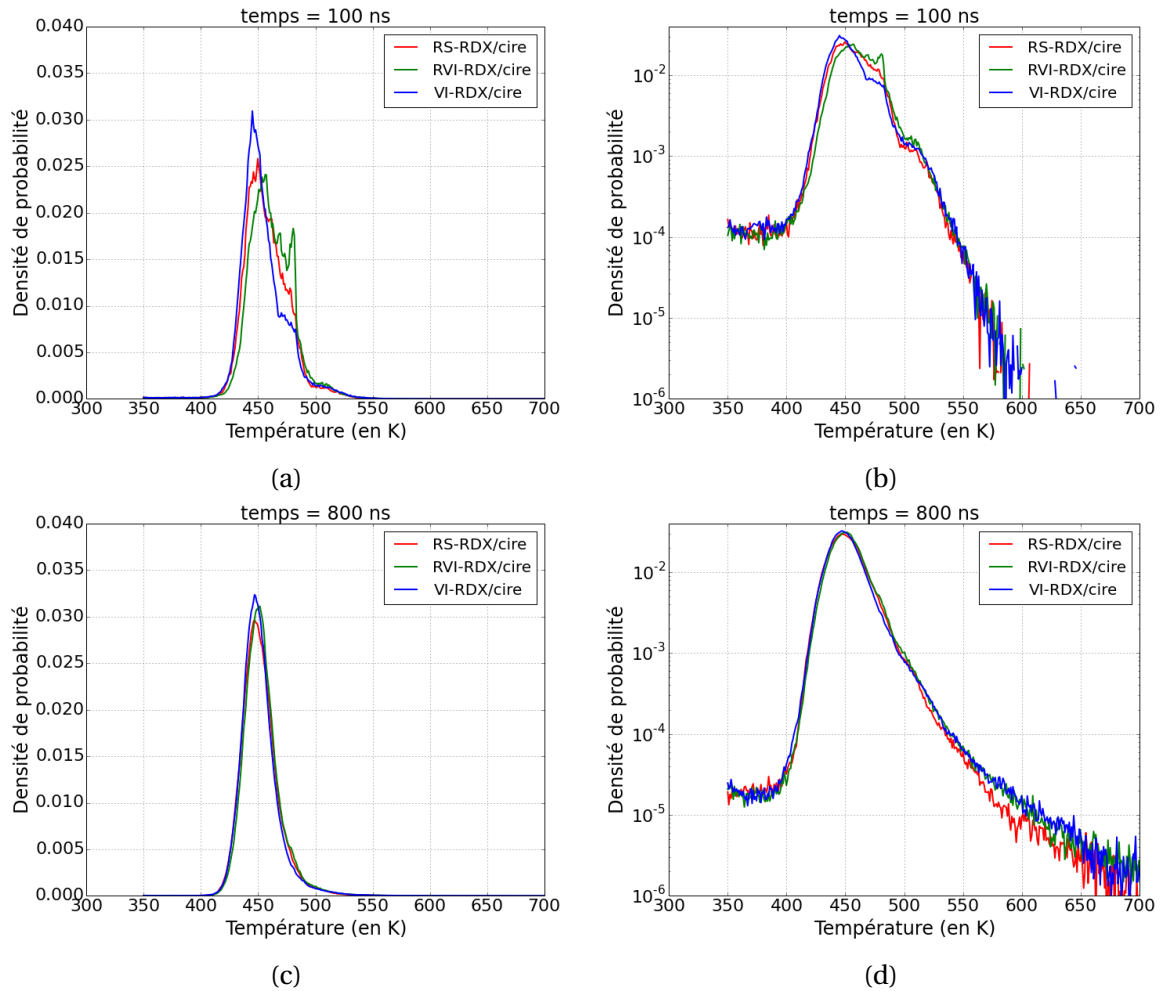 temps = 100 ns
Densité de probabilité
0.040
0.035
0.030
0.025
0.020
0.015
0.010
0.005
0.000
RS-RDX/cire
RVI-RDX/cire
VI-RDX/cire
300 350 400 450 500 550 600 650 700
Température (en K)
(a)
temps = 100 ns
Densité de probabilité
10-2
10-3
10-4
10-5
10-6
RS-RDX/cire
RVI-RDX/cire
VI-RDX/cire
300 350 400 450 500 550 600 650 700
Température (en K)
(b)
temps = 800 ns
Densité de probabilité
0.040
0.035
0.030
0.025
0.020
0.015
0.010
0.005
0.000
RS-RDX/cire
RVI-RDX/cire
VI-RDX/cire
300 350 400 450 500 550 600 650 700
Température (en K)
(c)
temps = 800 ns
Densité de probabilité
10-2
10-3
10-4
10-5
10-6
RS-RDX/cire
RVI-RDX/cire
VI-RDX/cire
300 350 400 450 500 550 600 650 700
Température (en K)
(d)